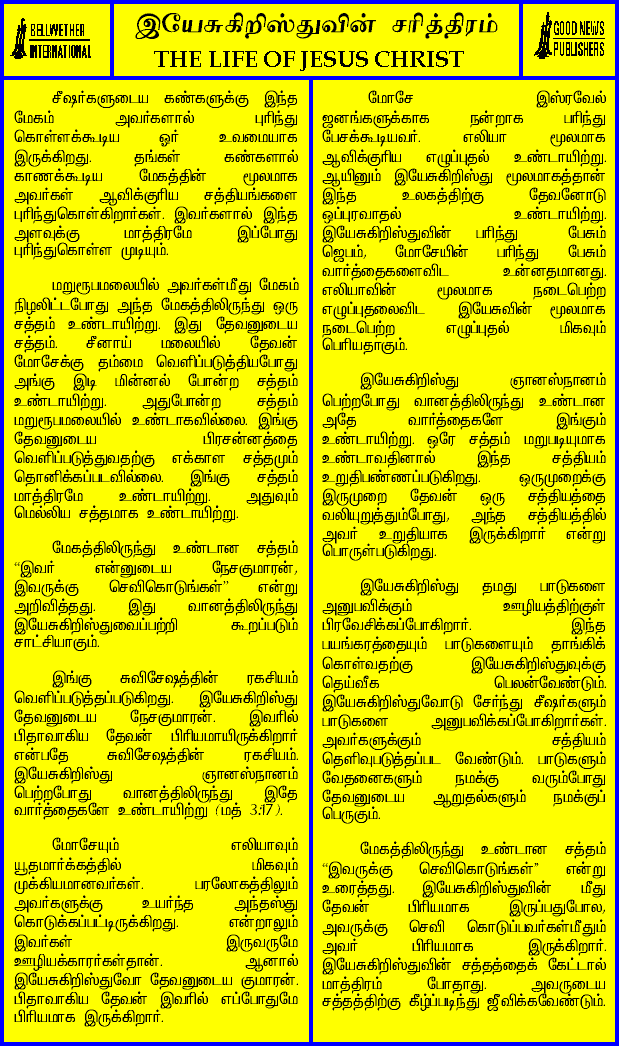 BELLWETHER
INTERNATIONAL
இயேசுகிறிஸ்துவின் சரித்திரம்
THE LIFE OF JESUS CHRIST
GOOD NEWS
PUBLISHERS
சீஷர்களுடைய கண்களுக்கு இந்த
மேகம் அவர்களால் புரிந்து
கொள்ளக்கூடிய ஓர் உவமையாக
இருக்கிறது. தங்கள் கண்களால்
காணக்கூடிய மேகத்தின் மூலமாக
அவர்கள் ஆவிக்குரிய சத்தியங்களை
புரிந்துகொள்கிறார்கள். இவர்களால் இந்த
அளவுக்கு மாத்திரமே இப்போது
புரிந்துகொள்ள முடியும்.
மறுரூபமலையில் அவர்கள்மீது மேகம்
நிழலிட்டபோது அந்த மேகத்திலிருந்து ஒரு
சத்தம் உண்டாயிற்று. இது தேவனுடைய
சத்தம். சீனாய் மலையில் தேவன்
மோசேக்கு தம்மை வெளிப்படுத்தியபோது
அங்கு இடி மின்னல் போன்ற சத்தம்
உண்டாயிற்று. அதுபோன்ற சத்தம்
மறுரூபமலையில் உண்டாகவில்லை. இங்கு
தேவனுடைய பிரசன்னத்தை
வெளிப்படுத்துவதற்கு எக்காள சத்தமும்
தொனிக்கப்படவில்லை. இங்கு சத்தம்
மாத்திரமே உண்டாயிற்று. அதுவும்
மெல்லிய சத்தமாக உண்டாயிற்று.
மேகத்திலிருந்து உண்டான சத்தம்
“இவர் என்னுடைய நேசகுமாரன்,
இவருக்கு செவிகொடுங்கள்” என்று
அறிவித்தது. இது வானத்திலிருந்து
இயேசுகிறிஸ்துவைப்பற்றி கூறப்படும்
சாட்சியாகும்.
இங்கு சுவிசேஷத்தின் ரகசியம்
வெளிப்படுத்தப்படுகிறது. இயேசுகிறிஸ்து
தேவனுடைய நேசகுமாரன். இவரில்
பிதாவாகிய தேவன் பிரியமாயிருக்கிறார்
என்பதே சுவிசேஷத்தின் ரகசியம்.
இயேசுகிறிஸ்து ஞானஸ்நானம்
பெற்றபோது வானத்திலிருந்து இதே
வார்த்தைகளே உண்டாயிற்று (மத் 3:17).
மோசேயும் எலியாவும்
யூதமார்க்கத்தில் மிகவும்
முக்கியமானவர்கள். பரலோகத்திலும்
அவர்களுக்கு உயர்ந்த அந்தஸ்து
கொடுக்கப்பட்டிருக்கிறது. என்றாலும்
இவர்கள் இருவருமே
ஊழியக்காரர்கள்தான். ஆனால்
இயேசுகிறிஸ்துவோ தேவனுடைய குமாரன்.
பிதாவாகிய தேவன் இவரில் எப்போதுமே
பிரியமாக இருக்கிறார்.
மோசே இஸ்ரவேல்
ஜனங்களுக்காக நன்றாக பரிந்து
பேசக்கூடியவர். எலியா மூலமாக
ஆவிக்குரிய எழுப்புதல் உண்டாயிற்று.
ஆயினும் இயேசுகிறிஸ்து மூலமாகத்தான்
இந்த உலகத்திற்கு தேவனோடு
ஒப்புரவாதல் உண்டாயிற்று.
இயேசுகிறிஸ்துவின் பரிந்து பேசும்
ஜெபம், மோசேயின் பரிந்து பேசும்
வார்த்தைகளைவிட உன்னதமானது.
எலியாவின் மூலமாக நடைபெற்ற
எழுப்புதலைவிட இயேசுவின் மூலமாக
நடைபெற்ற எழுப்புதல் மிகவும்
பெரியதாகும்.
இயேசுகிறிஸ்து ஞானஸ்நானம்
பெற்றபோது வானத்திலிருந்து உண்டான
அதே வார்த்தைகளே இங்கும்
உண்டாயிற்று. ஒரே சத்தம் மறுபடியுமாக
உண்டாவதினால் இந்த சத்தியம்
உறுதிபண்ணப்படுகிறது. ஒருமுறைக்கு
இருமுறை தேவன் ஒரு சத்தியத்தை
வலியுறுத்தும்போது, அந்த சத்தியத்தில்
அவர் உறுதியாக இருக்கிறார் என்று
பொருள்படுகிறது.
இயேசுகிறிஸ்து தமது பாடுகளை
அனுபவிக்கும் ஊழியத்திற்குள்
பிரவேசிக்கப்போகிறார். இந்த
பயங்கரத்தையும் பாடுகளையும் தாங்கிக்
கொள்வதற்கு இயேசுகிறிஸ்துவுக்கு
தெய்வீக பெலன்வேண்டும்.
இயேசுகிறிஸ்துவோடு சேர்ந்து சீஷர்களும்
பாடுகளை அனுபவிக்கப்போகிறார்கள்.
அவர்களுக்கும் சத்தியம்
தெளிவுபடுத்தப்பட வேண்டும். பாடுகளும்
வேதனைகளும் நமக்கு வரும்போது
தேவனுடைய ஆறுதல்களும் நமக்குப்
பெருகும்.
மேகத்திலிருந்து உண்டான சத்தம்
“இவருக்கு செவிகொடுங்கள்” என்று
உரைத்தது. இயேசுகிறிஸ்துவின் மீது
தேவன் பிரியமாக இருப்பதுபோல,
அவருக்கு செவி கொடுப்பவர்கள்மீதும்
அவர் பிரியமாக இருக்கிறார்.
இயேசுகிறிஸ்துவின் சத்தத்தைக் கேட்டால்
மாத்திரம் போதாது. அவருடைய
சத்தத்திற்கு கீழ்ப்படிந்து ஜீவிக்கவேண்டும்.